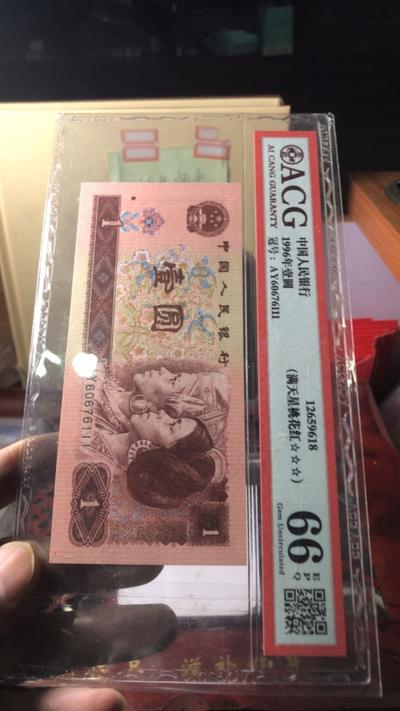 ACG
AI CANG GUARANTY
中国人民银行
1996年壹圆
冠号：AY60676111
12659618
（满天星桃花红☆☆☆）
66 EPQ
Gem Uncirculated
中国人民银行
壹圆
1
1
1
Y60676111